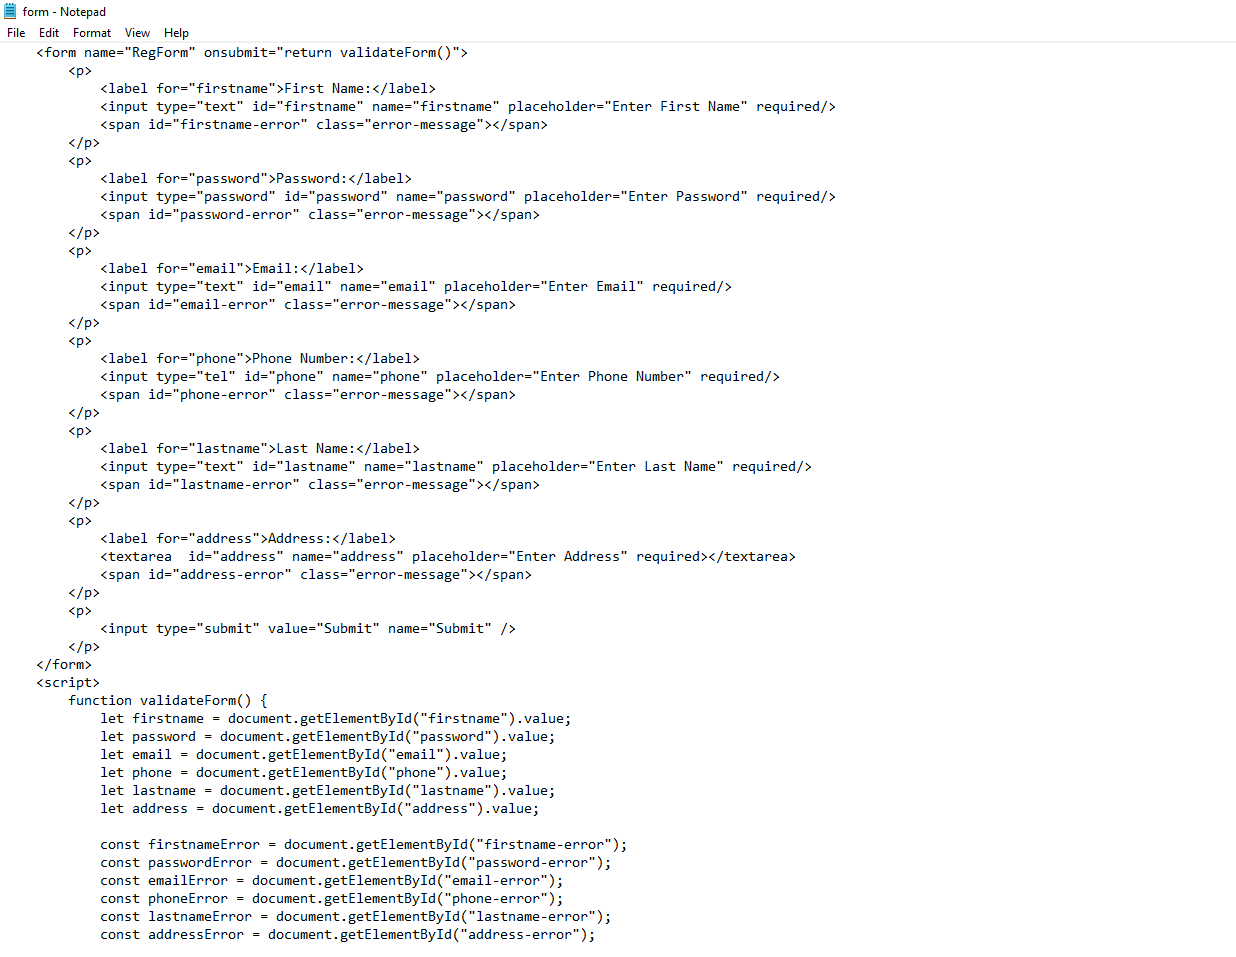 form - Notepad
File Edit Format View Help
<form name="RegForm" onsubmit="return validateForm()">
<p>
<label for="firstname">First Name:</label>
<input type="text" id="firstname" name="firstname" placeholder="Enter First Name" required/>
<span id="firstname-error" class="error-message"></span>
</p>
<p>
<label for="password">Password:</label>
<input type="password" id="password" name="password" placeholder="Enter Password" required/>
<span id="password-error" class="error-message"></span>
</p>
<p>
<label for="email">Email:</label>
<input type="text" id="email" name="email" placeholder="Enter Email" required/>
<span id="email-error" class="error-message"></span>
</p>
<p>
<label for="phone">Phone Number:</label>
<input type="tel" id="phone" name="phone" placeholder="Enter Phone Number" required/>
<span id="phone-error" class="error-message"></span>
</p>
<p>
<label for="lastname">Last Name:</label>
<input type="text" id="lastname" name="lastname" placeholder="Enter Last Name" required/>
<span id="lastname-error" class="error-message"></span>
</p>
<p>
<label for="address">Address:</label>
<textarea  id="address" name="address" placeholder="Enter Address" required></textarea>
<span id="address-error" class="error-message"></span>
</p>
<p>
<input type="submit" value="Submit" name="Submit" />
</p>
</form>
<script>
function validateForm() {
let firstname = document.getElementById("firstname").value;
let password = document.getElementById("password").value;
let email = document.getElementById("email").value;
let phone = document.getElementById("phone").value;
let lastname = document.getElementById("lastname").value;
let address = document.getElementById("address").value;
const firstnameError = document.getElementById("firstname-error");
const passwordError = document.getElementById("password-error");
const emailError = document.getElementById("email-error");
const phoneError = document.getElementById("phone-error");
const lastnameError = document.getElementById("lastname-error");
const addressError = document.getElementById("address-error");